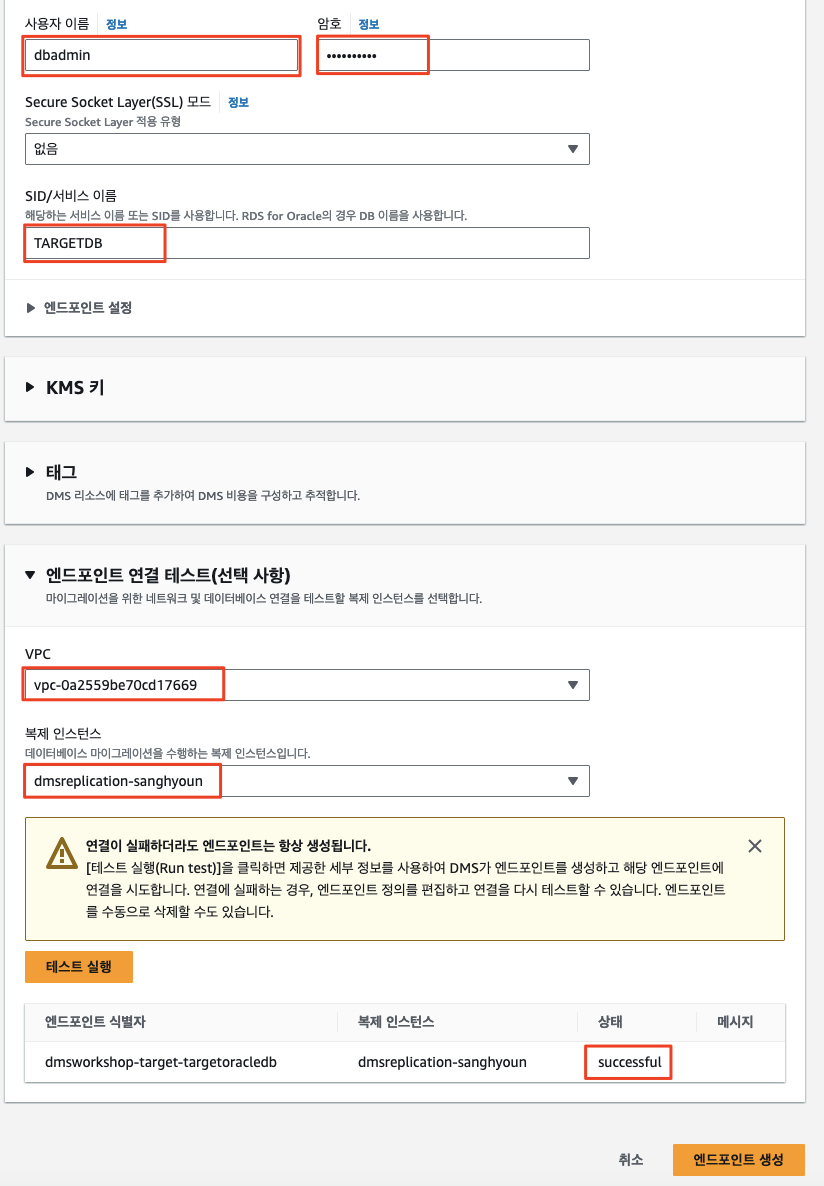 사용자 이름 정보 암호 정보
dbadmin ••••••••••
Secure Socket Layer(SSL) 모드 정보
Secure Socket Layer 적용 유형
없음
SID/서비스 이름
해당하는 서비스 이름 또는 SID를 사용합니다. RDS for Oracle의 경우 DB 이름을 사용합니다.
TARGETDB
엔드포인트 설정
KMS 키
태그
DMS 리소스에 태그를 추가하여 DMS 비용을 구성하고 추적합니다.
엔드포인트 연결 테스트(선택 사항)
마이그레이션을 위한 네트워크 및 데이터베이스 연결을 테스트할 복제 인스턴스를 선택합니다.
VPC
vpc-0a2559be70cd17669
복제 인스턴스
데이터베이스 마이그레이션을 수행하는 복제 인스턴스입니다.
dmsreplication-sanghyoun
연결이 실패하더라도 엔드포인트는 항상 생성됩니다.
[테스트 실행(Run test)]을 클릭하면 제공한 세부 정보를 사용하여 DMS가 엔드포인트를 생성하고 해당 엔드포인트에
연결을 시도합니다. 연결에 실패하는 경우, 엔드포인트 정의를 편집하고 연결을 다시 테스트할 수 있습니다. 엔드포인트
를 수동으로 삭제할 수도 있습니다.
테스트 실행
엔드포인트 식별자 복제 인스턴스 상태 메시지
dmsworkshop-target-targetoracledb dmsreplication-sanghyoun successful
취소 엔드포인트 생성